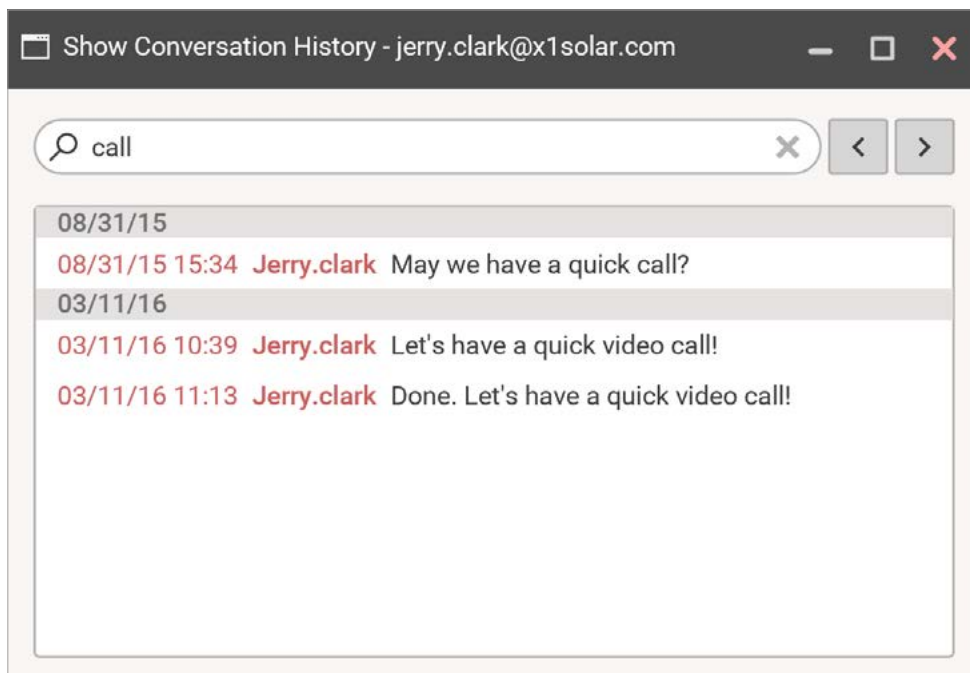 Show Conversation History - jerry.clark@x1solar.com
call
08/31/15
08/31/15 15:34 Jerry.clark May we have a quick call?
03/11/16
03/11/16 10:39 Jerry.clark Let's have a quick video call!
03/11/16 11:13 Jerry.clark Done. Let's have a quick video call!